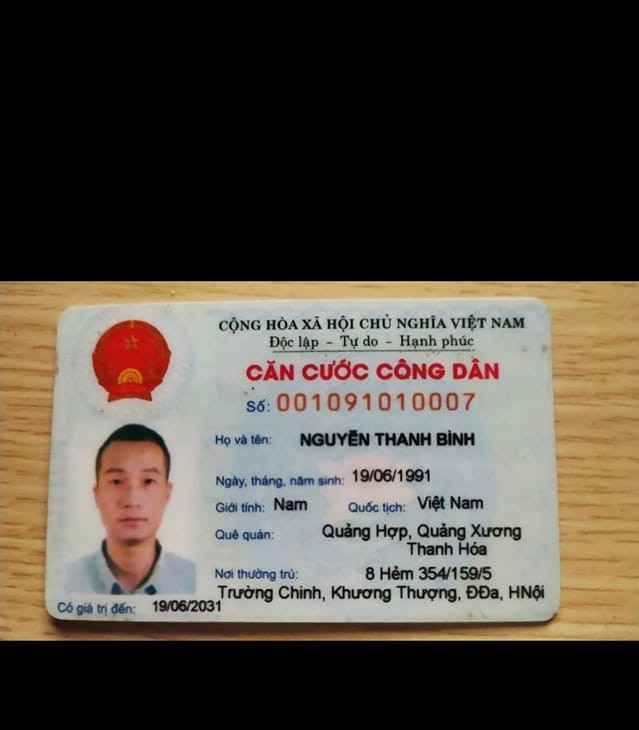 CỘNG HÒA XÃ HỘI CHỦ NGHĨA VIỆT NAM
Độc lập - Tự do - Hạnh phúc
CĂN CƯỚC CÔNG DÂN
Số: 001091010007
Họ và tên: NGUYỄN THANH BÌNH
Ngày, tháng, năm sinh: 19/06/1991
Giới tính: Nam Quốc tịch: Việt Nam
Quê quán: Quảng Hợp, Quảng Xương
Thanh Hóa
Nơi thường trú: 8 Hẻm 354/159/5
Trường Chinh, Khương Thượng, ĐĐa, HNội
Có giá trị đến: 19/06/2031